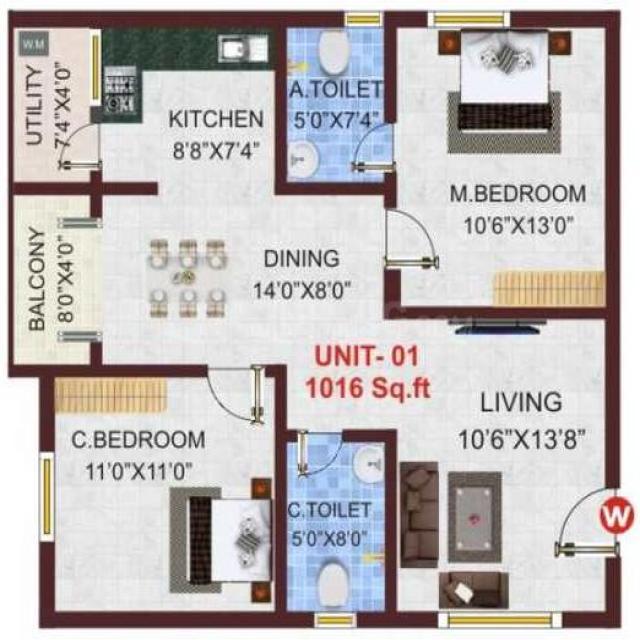 W.M
UTILITY
7'4"X4'0"
KITCHEN
8'8"X7'4"
A.TOILET
5'0"X7'4"
M.BEDROOM
10'6"X13'0"
BALCONY
8'0"X4'0"
DINING
14'0"X8'0"
UNIT- 01
1016 Sq.ft
LIVING
10'6"X13'8"
C.BEDROOM
11'0"X11'0"
C.TOILET
5'0"X8'0"
W